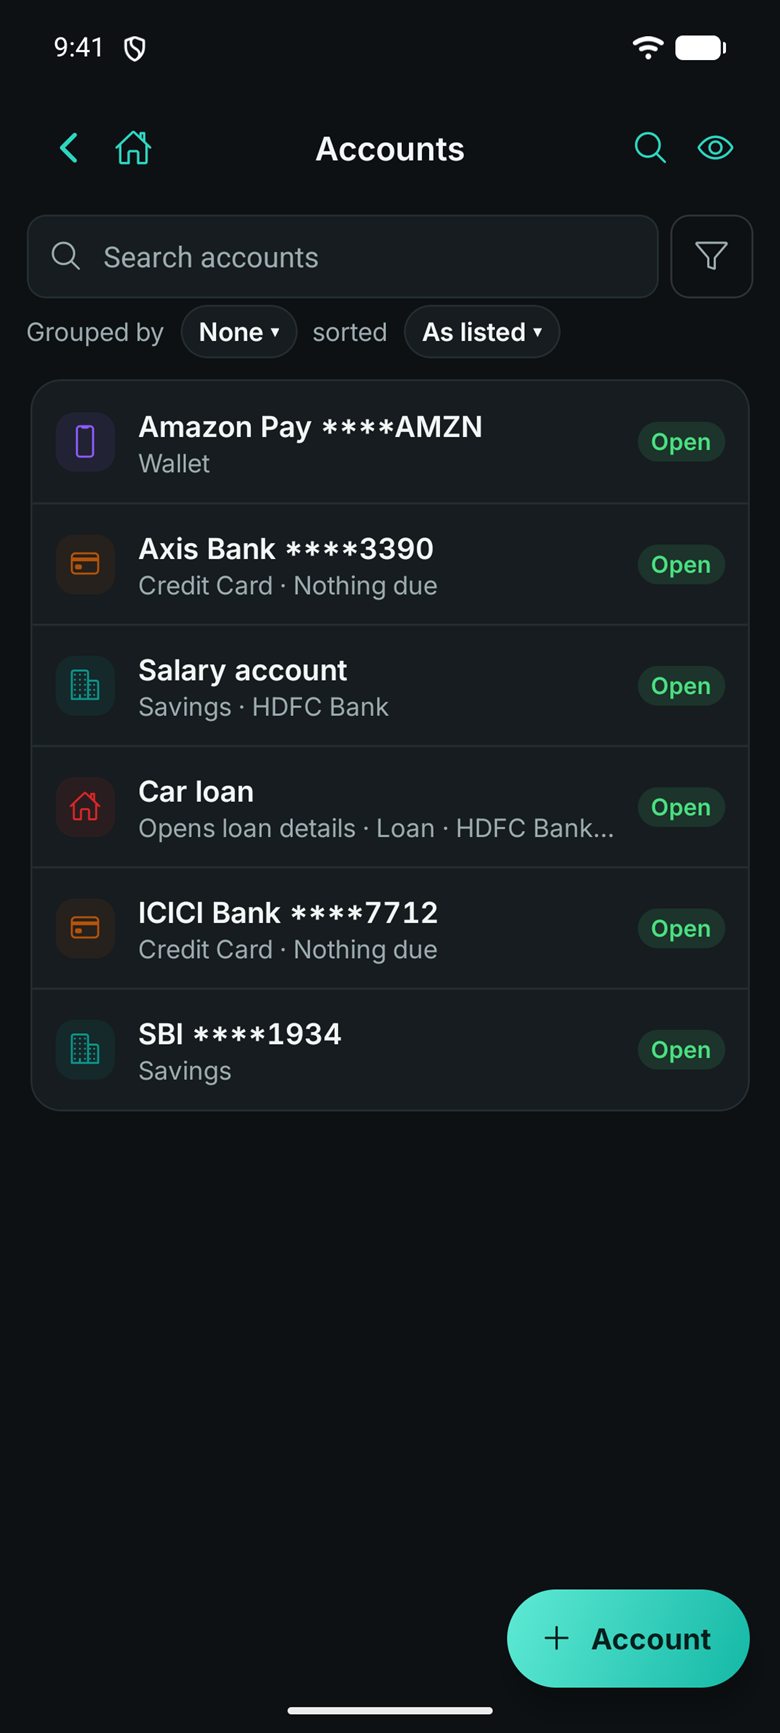 9:41
Accounts
Search accounts
Grouped by None ▾ sorted As listed ▾
Amazon Pay ****AMZN
Wallet
Open
Axis Bank ****3390
Credit Card · Nothing due
Open
Salary account
Savings · HDFC Bank
Open
Car loan
Opens loan details · Loan · HDFC Bank...
Open
ICICI Bank ****7712
Credit Card · Nothing due
Open
SBI ****1934
Savings
Open
+ Account